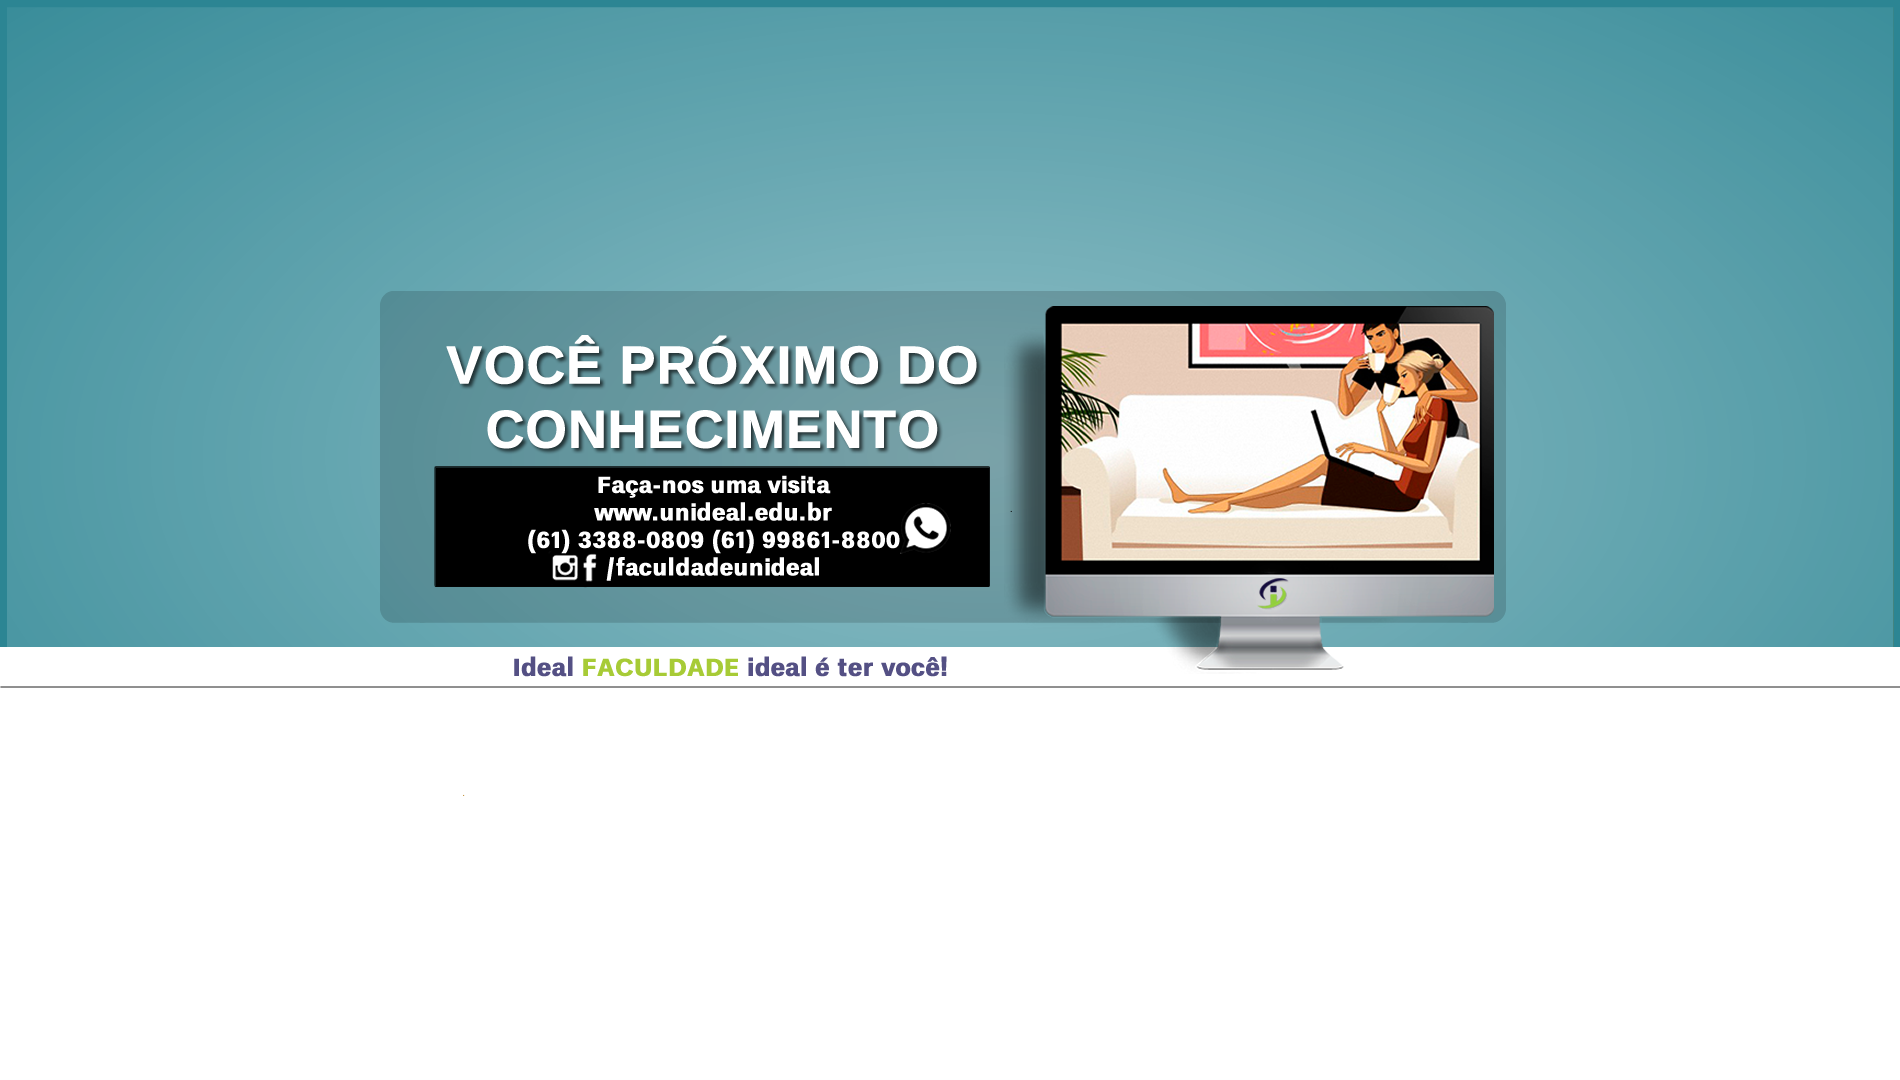 VOCÊ PRÓXIMO DO
CONHECIMENTO
Faça-nos uma visita
www.unideal.edu.br
(61) 3388-0809 (61) 99861-8800
/faculdadeunideal
Ideal FACULDADE ideal é ter você!